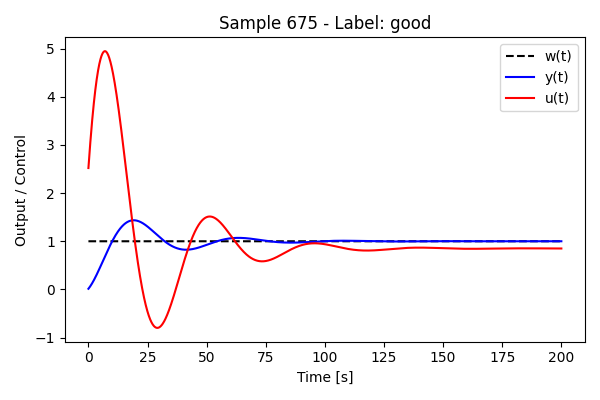 Sample 675 - Label: good
w(t)
y(t)
u(t)
Output / Control
5
4
3
2
1
0
−1
0 25 50 75 100 125 150 175 200
Time [s]